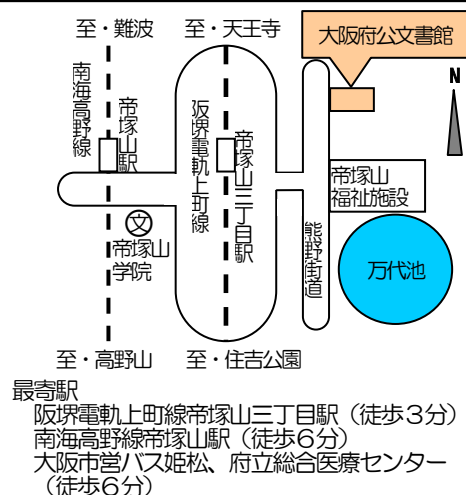 至・難波
至・天王寺
大阪府公文書館
N
南海高野線
帝塚山駅
阪堺電軌上町線
帝塚山三丁目駅
帝塚山
福祉施設
文
帝塚山
学院
熊野街道
万代池
至・高野山
至・住吉公園
最寄駅
阪堺電軌上町線帝塚山三丁目駅（徒歩３分）
南海高野線帝塚山駅（徒歩６分）
大阪市営バス姫松、府立総合医療センター
（徒歩６分）